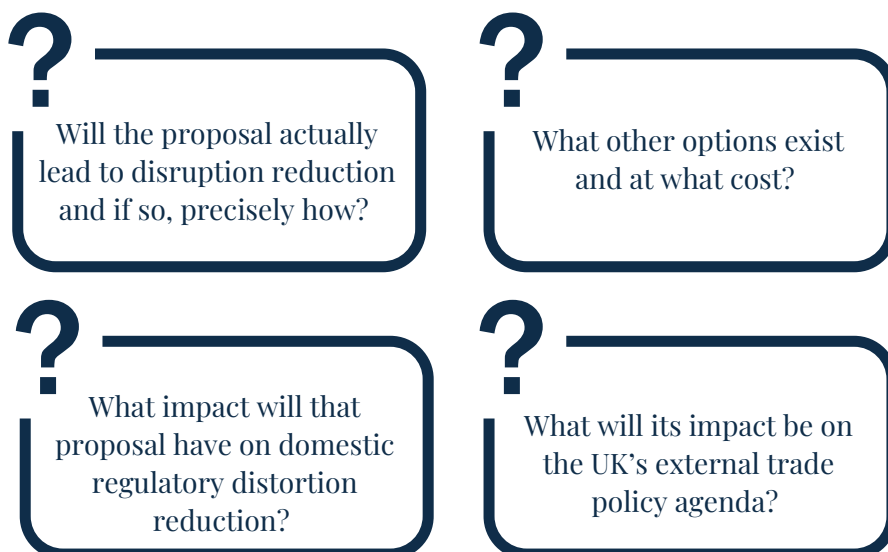 ?
Will the proposal actually
lead to disruption reduction
and if so, precisely how?
?
What other options exist
and at what cost?
?
What impact will that
proposal have on domestic
regulatory distortion
reduction?
?
What will its impact be on
the UK’s external trade
policy agenda?